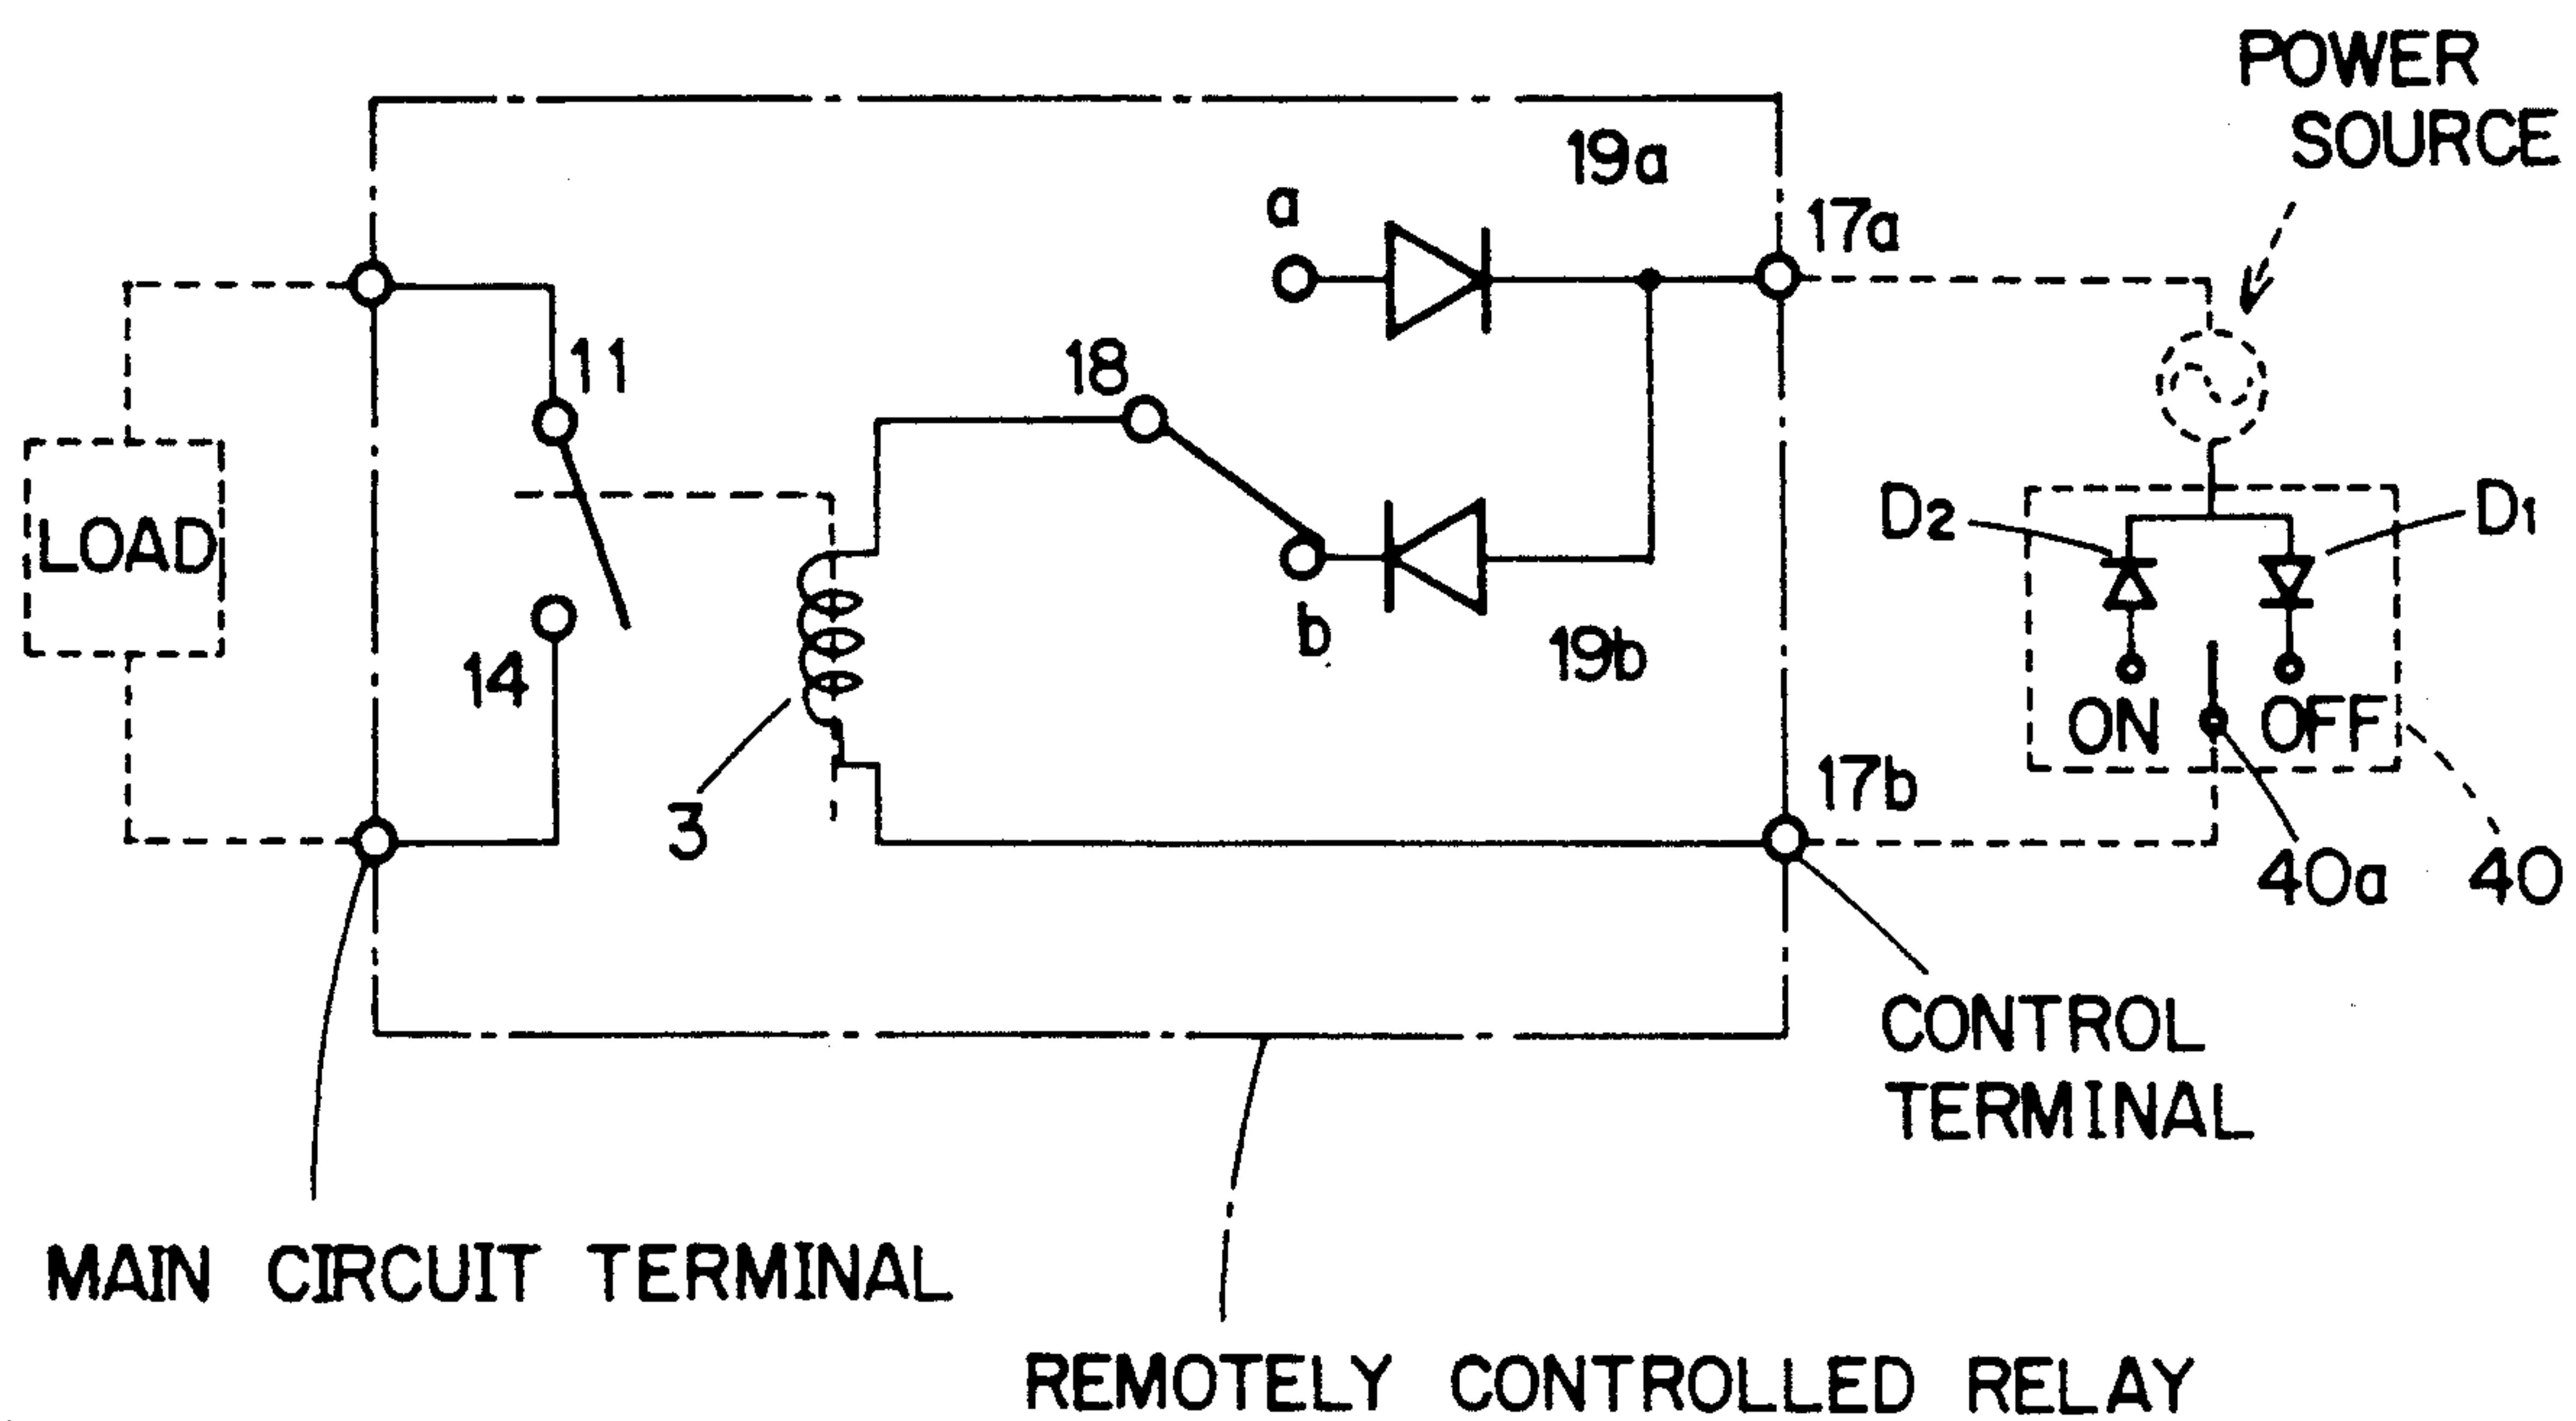 POWER
SOURCE
19a
a
17a
11
18
D2
D1
LOAD
14
b
19b
ON
OFF
3
17b
40a
40
CONTROL
TERMINAL
MAIN CIRCUIT TERMINAL
REMOTELY CONTROLLED RELAY